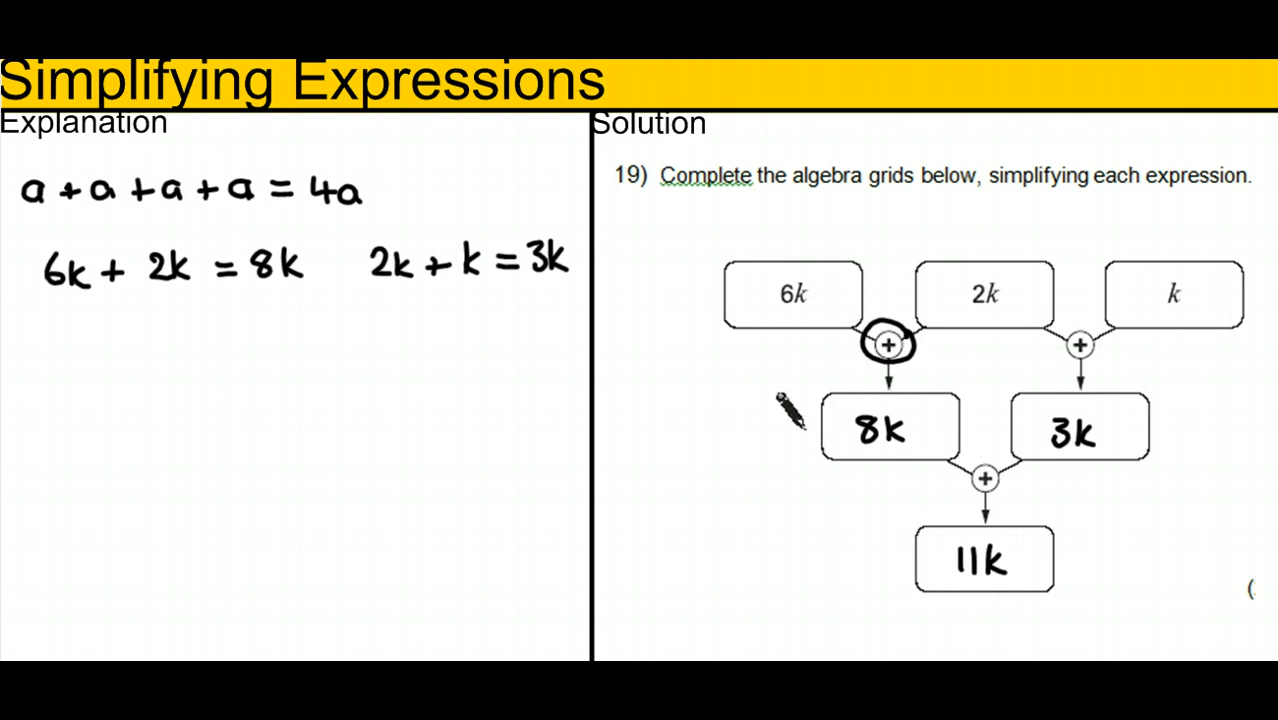 Simplifying Expressions
Explanation
Solution
a + a + a + a = 4a
6k + 2k = 8k 2k + k = 3k
19) Complete the algebra grids below, simplifying each expression.
6k 2k k
+ +
8k 3k
+
11k
(